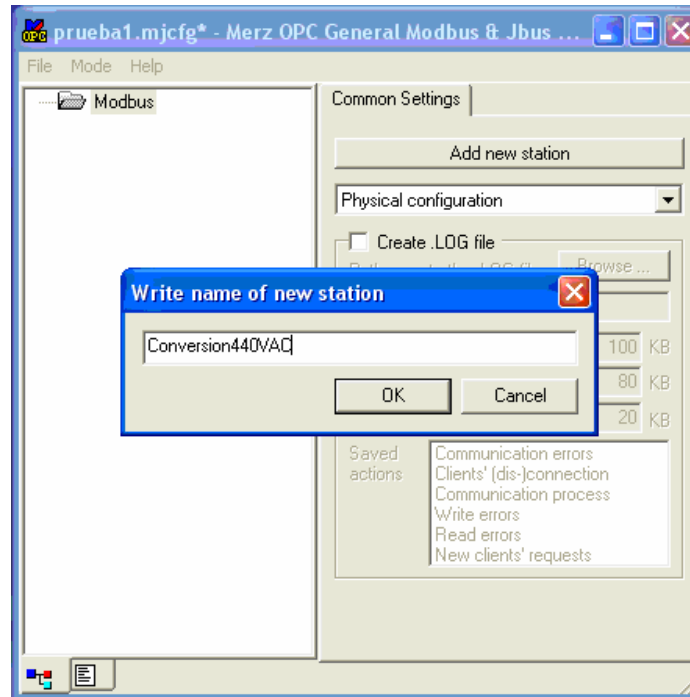 OPC prueba1.mjcfg* - Merz OPC General Modbus & Jbus ...
File Mode Help
Modbus
Common Settings
Add new station
Physical configuration
Create .LOG file
Browse ...
Write name of new station
Conversion440VAC
OK Cancel
100 KB
80 KB
20 KB
Saved actions
Communication errors
Clients' (dis-)connection
Communication process
Write errors
Read errors
New clients' requests